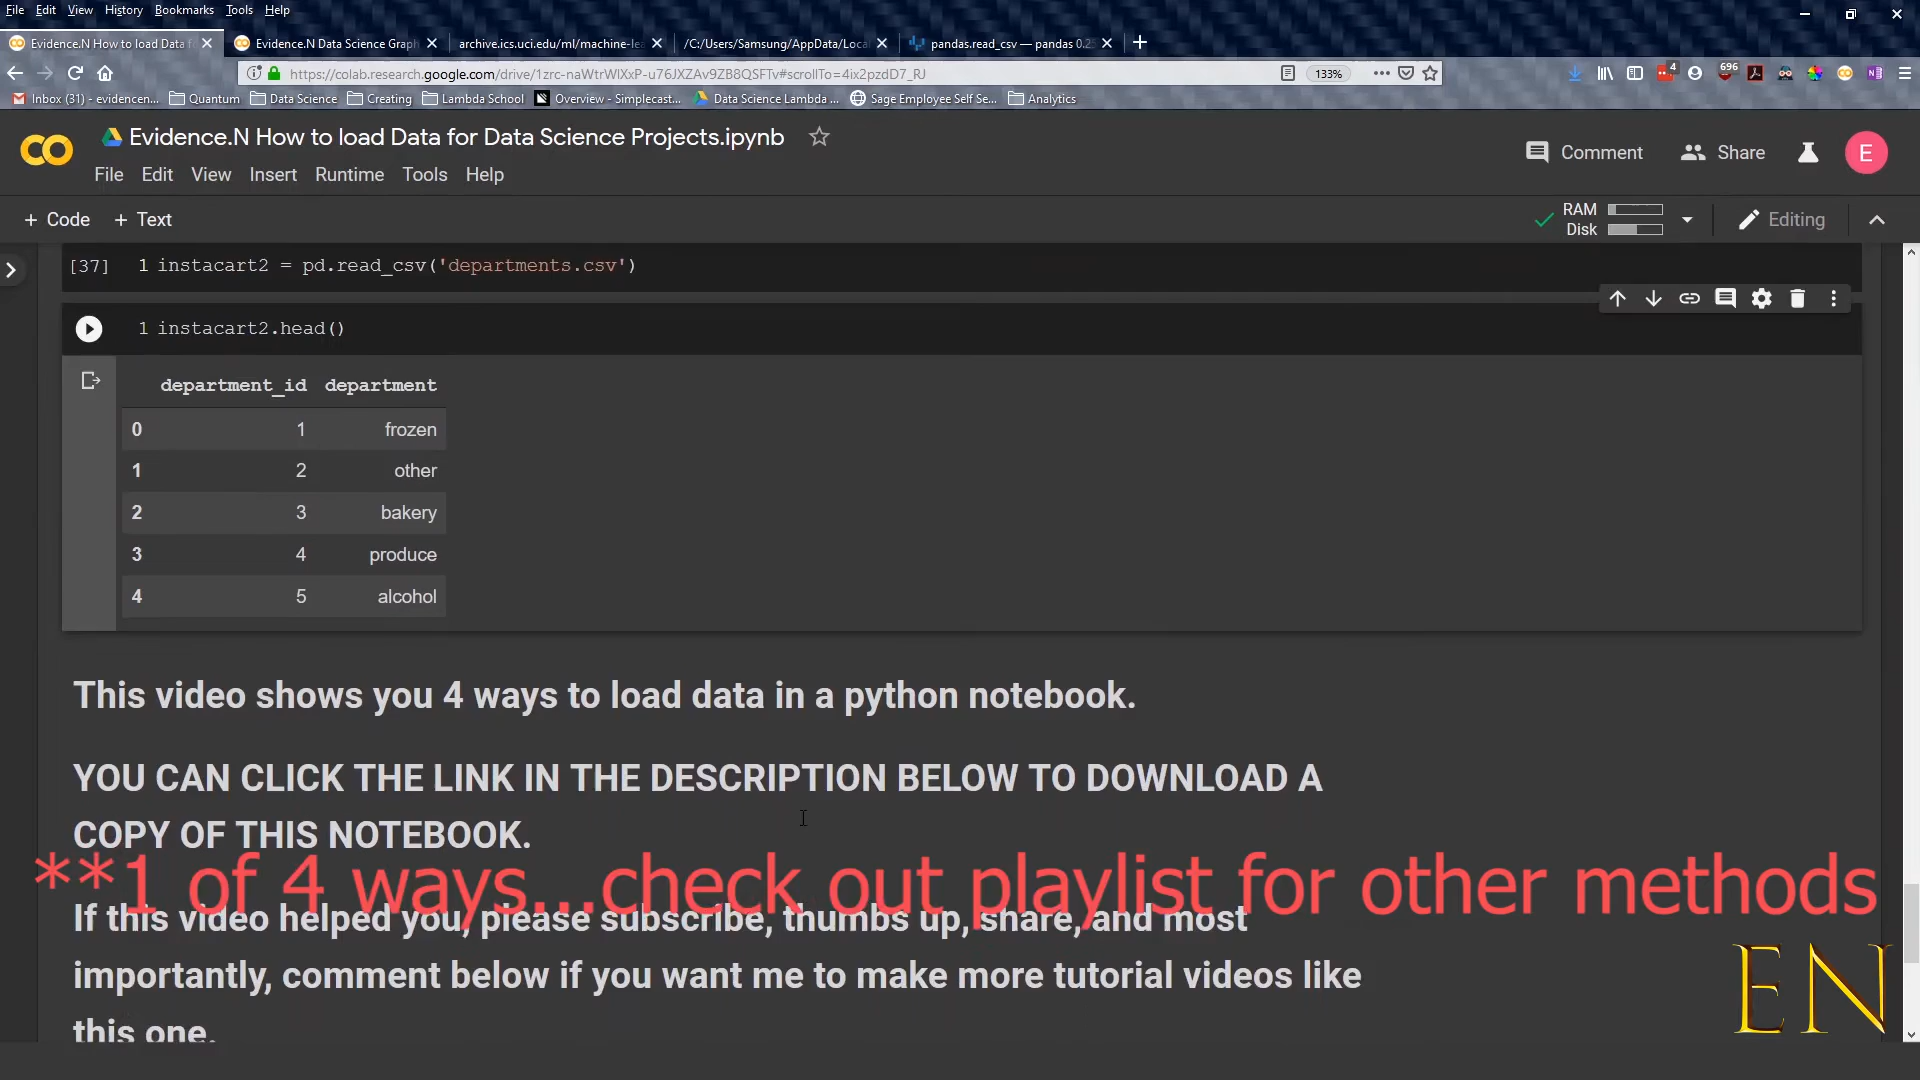 File Edit View History Bookmarks Tools Help
Evidence.N How to load Data f
Evidence.N Data Science Graph
archive.ics.uci.edu/ml/machine-le
/C:/Users/Samsung/AppData/Loca
pandas.read_csv — pandas 0.2
https://colab.research.google.com/drive/1zrc-naWtrWlXxP-u76JXZAv9ZB8QSFTv#scrollTo=4ix2pzdD7_RJ
133%
4
696
Inbox (31) - evidencen... Quantum Data Science Creating Lambda School Overview - Simplecast... Data Science Lambda ... Sage Employee Self Se... Analytics
Evidence.N How to load Data for Data Science Projects.ipynb
Comment Share E
File Edit View Insert Runtime Tools Help
+ Code + Text
RAM
Disk
Editing
[37] 1 instacart2 = pd.read_csv('departments.csv')
1 instacart2.head()
department_id department
0 1 frozen
1 2 other
2 3 bakery
3 4 produce
4 5 alcohol
This video shows you 4 ways to load data in a python notebook.
YOU CAN CLICK THE LINK IN THE DESCRIPTION BELOW TO DOWNLOAD A
COPY OF THIS NOTEBOOK.
**1 of 4 ways...check out playlist for other methods
If this video helped you, please subscribe, thumbs up, share, and most
importantly, comment below if you want me to make more tutorial videos like
this one.
EN